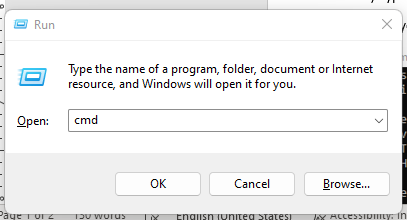 Run
Type the name of a program, folder, document or Internet
resource, and Windows will open it for you.
Open: cmd
OK Cancel Browse...
Page 1 of 2 150 words English (United States) Accessibility: In